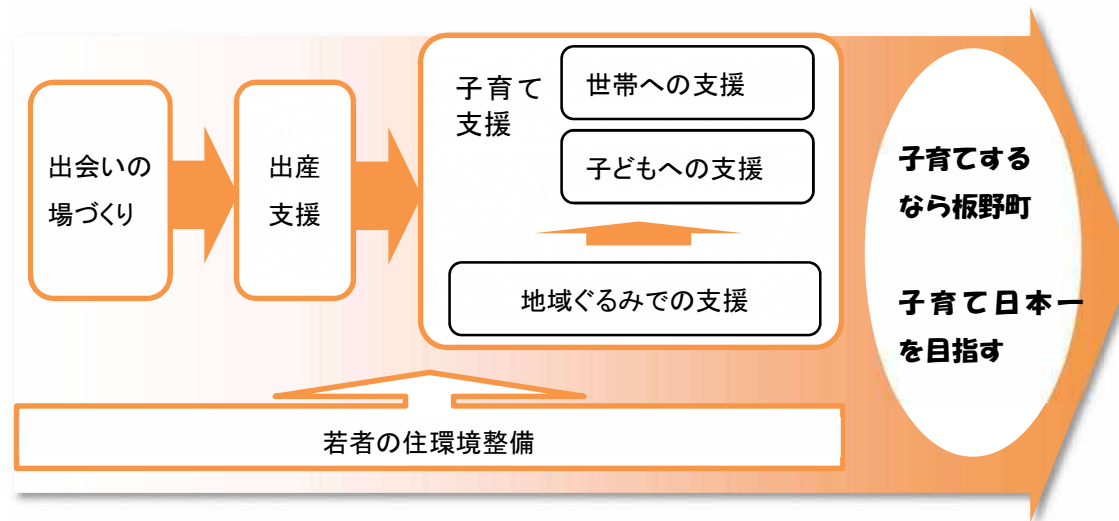 出会いの
場づくり
出産
支援
子育て
支援
世帯への支援
子どもへの支援
地域ぐるみでの支援
若者の住環境整備
子育てする
なら板野町
子育て日本一
を目指す